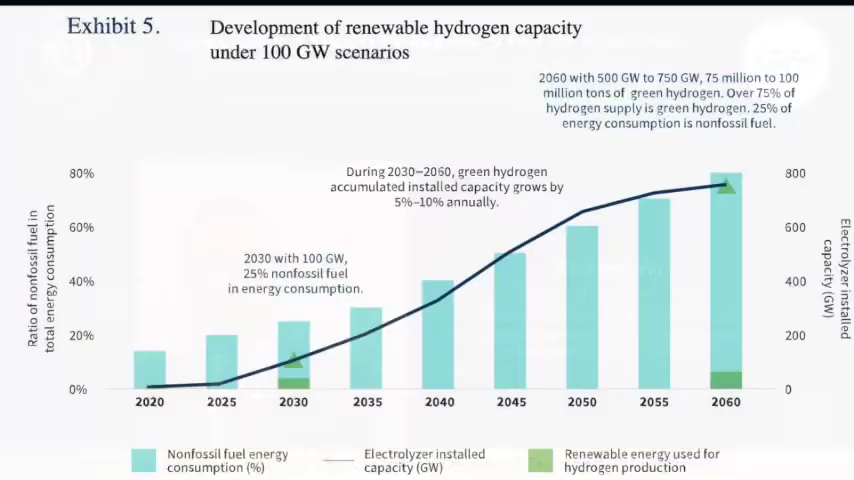 Exhibit 5.
Development of renewable hydrogen capacity
under 100 GW scenarios
2060 with 500 GW to 750 GW, 75 million to 100
million tons of green hydrogen. Over 75% of
hydrogen supply is green hydrogen. 25% of
energy consumption is nonfossil fuel.
During 2030–2060, green hydrogen
accumulated installed capacity grows by
5%–10% annually.
2030 with 100 GW,
25% nonfossil fuel
in energy consumption.
Ratio of nonfossil fuel in
total energy consumption
80%
60%
40%
20%
0%
800
600
400
200
0
Electrolyzer installed
capacity (GW)
2020 2025 2030 2035 2040 2045 2050 2055 2060
Nonfossil fuel energy
consumption (%)
Electrolyzer installed
capacity (GW)
Renewable energy used for
hydrogen production